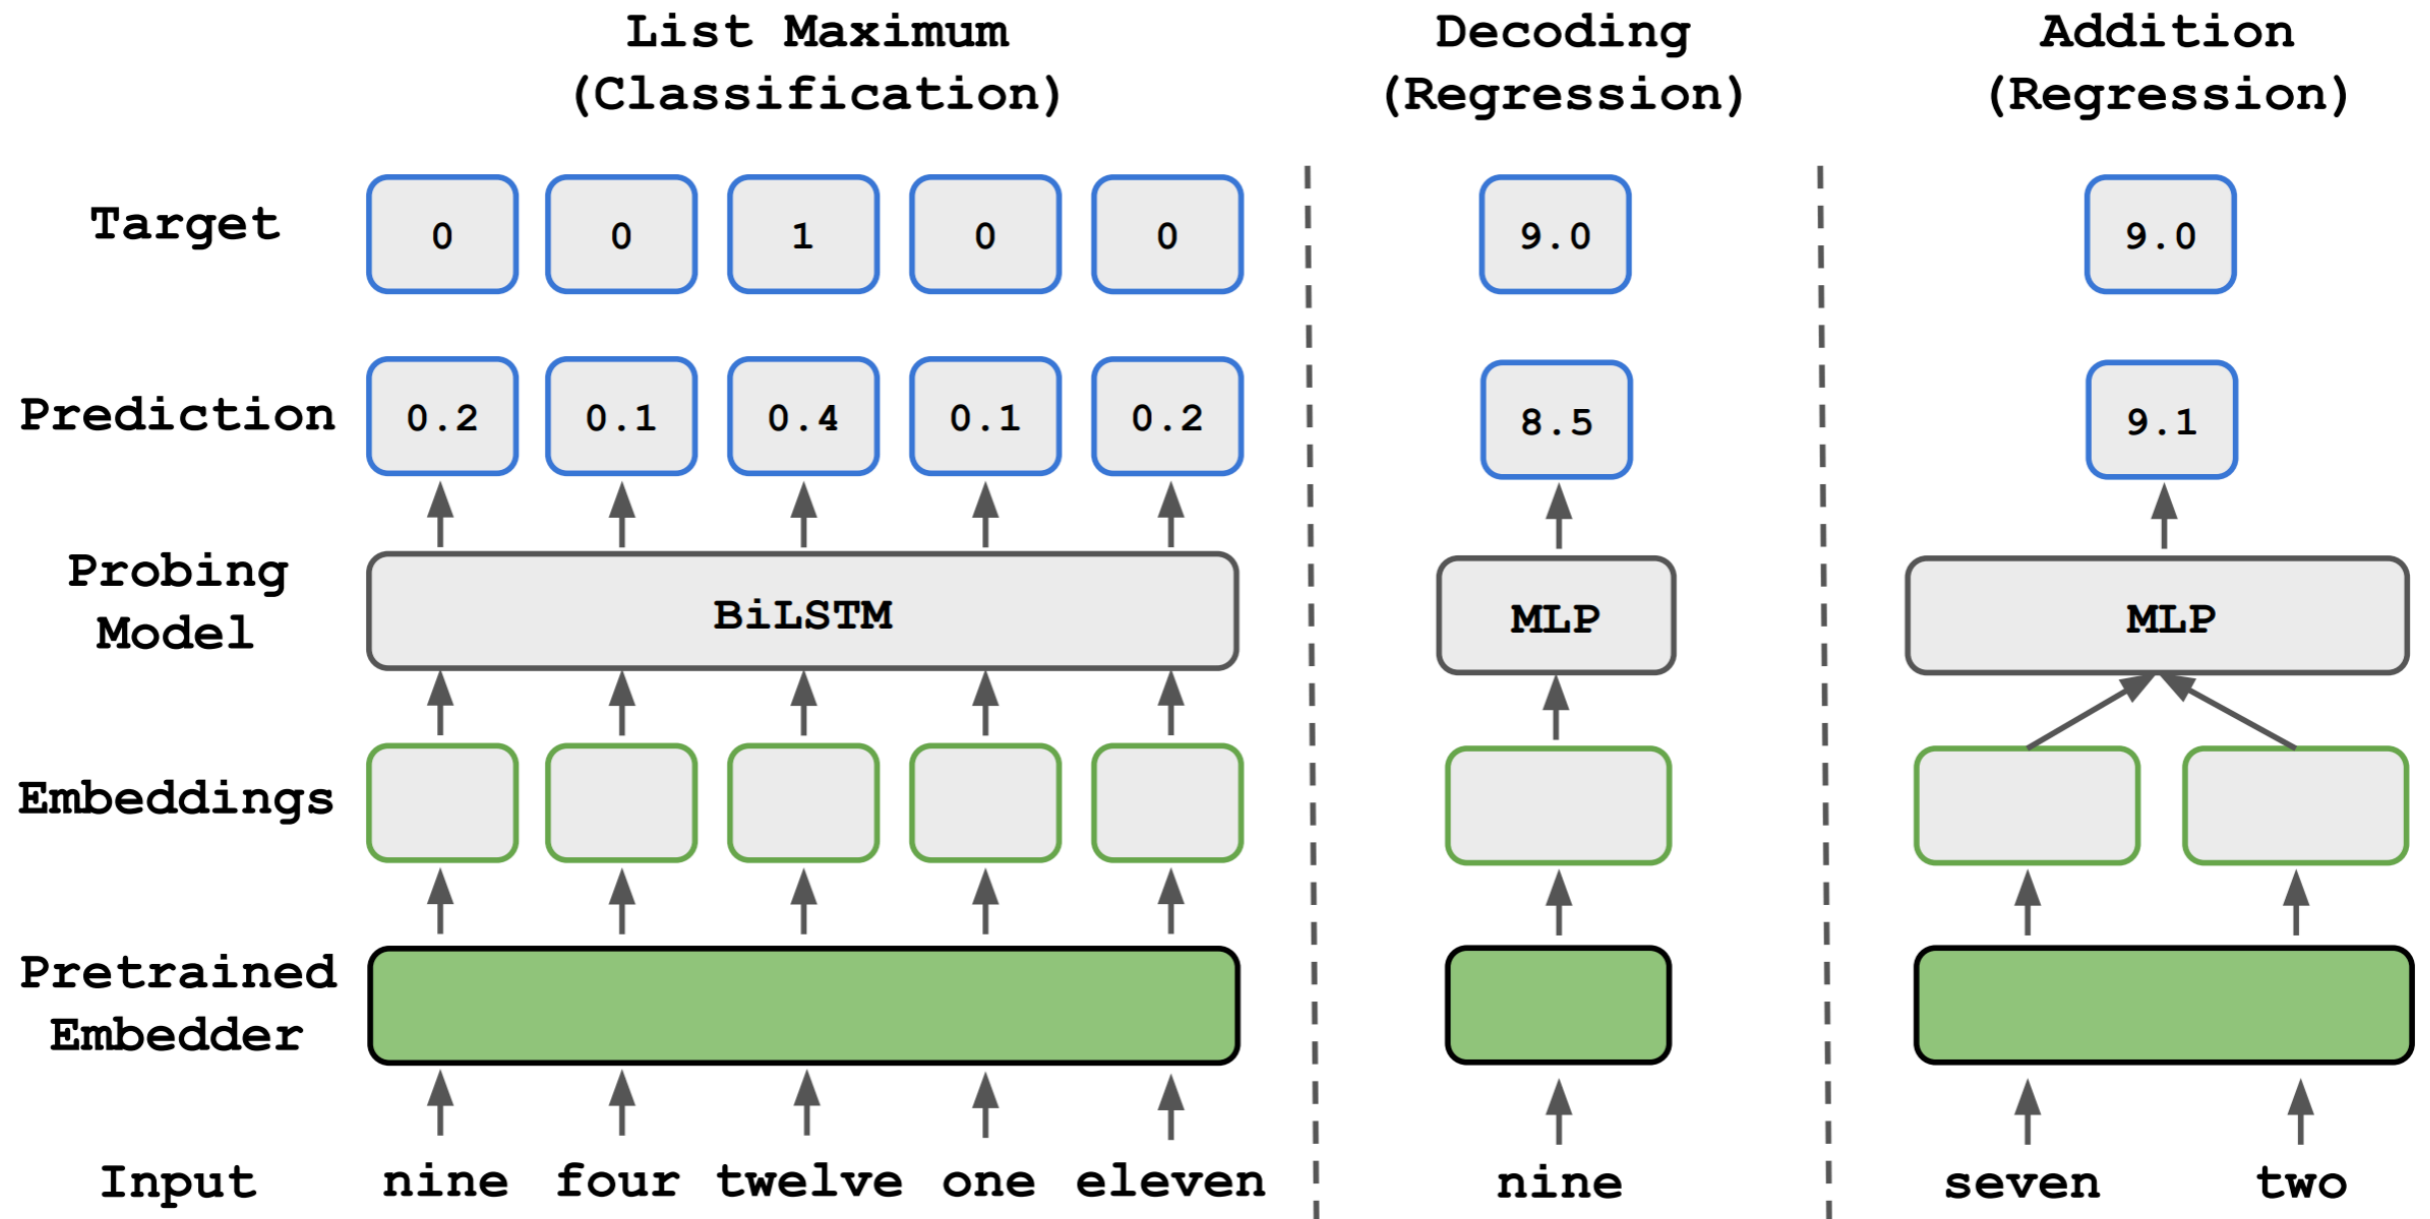 List Maximum
(Classification)
Decoding
(Regression)
Addition
(Regression)
Target
0 0 1 0 0
9.0
9.0
Prediction
0.2 0.1 0.4 0.1 0.2
8.5
9.1
Probing
Model
BiLSTM
MLP
MLP
Embeddings
Pretrained
Embedder
Input
nine four twelve one eleven
nine
seven two